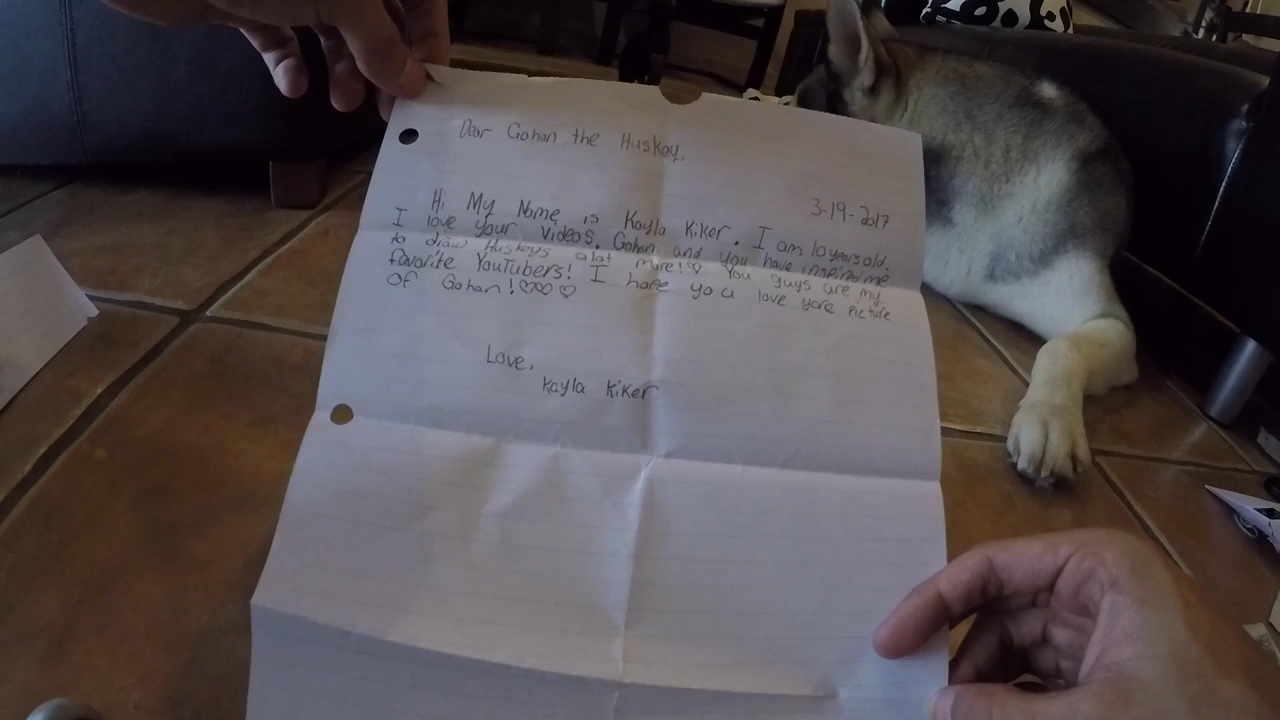 Dear Gohan the Huskey,
3-19-2017
Hi My Name is Kayla Kiker. I am 10 years old.
I love your videos. Gohan and you have inspired me
to draw Huskeys alot more!♡ You guys are my
favorite YouTubers! I hope you love yore Picture
OF Gohan!♡♡♡♡
Love,
Kayla Kiker